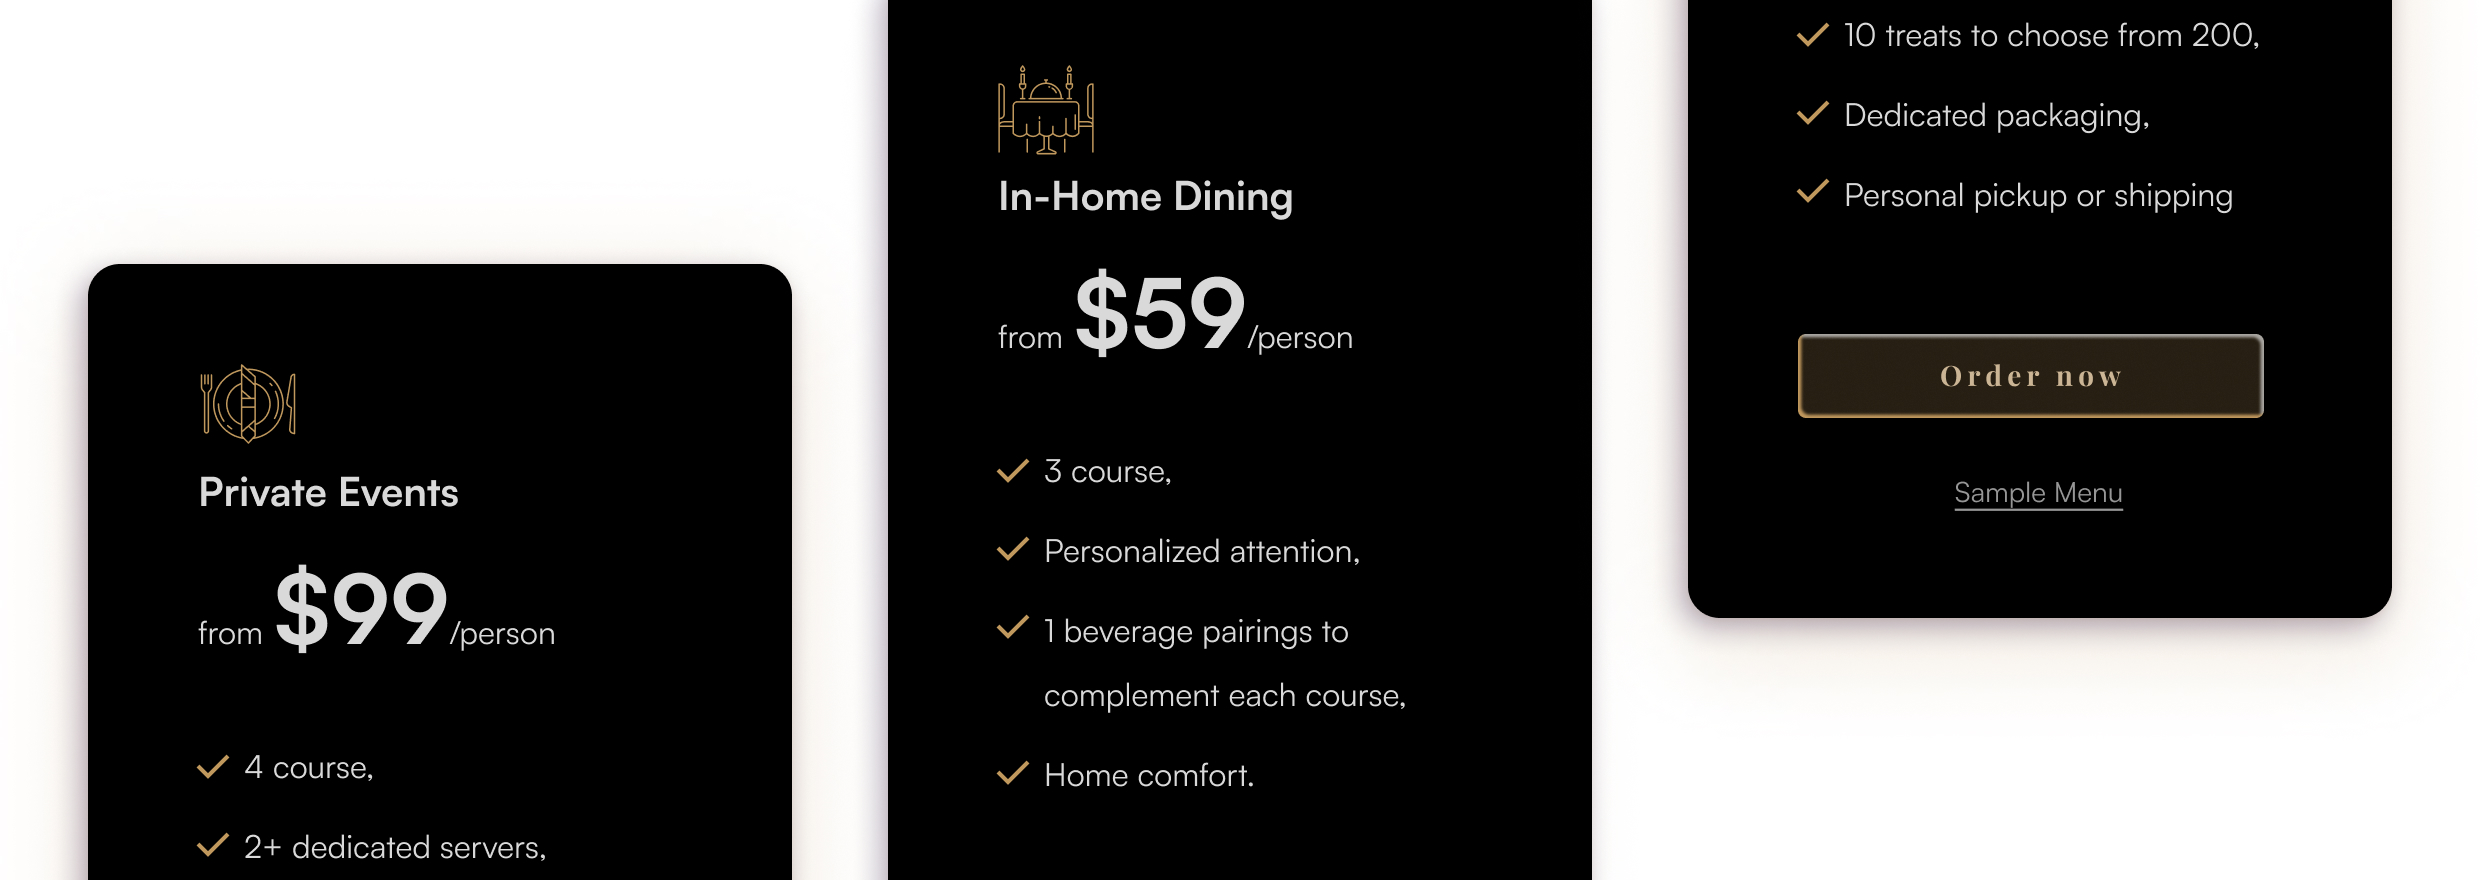 Private Events
from $99/person
4 course,
2+ dedicated servers,
In-Home Dining
from $59/person
3 course,
Personalized attention,
1 beverage pairings to
complement each course,
Home comfort.
10 treats to choose from 200,
Dedicated packaging,
Personal pickup or shipping
Order now
Sample Menu